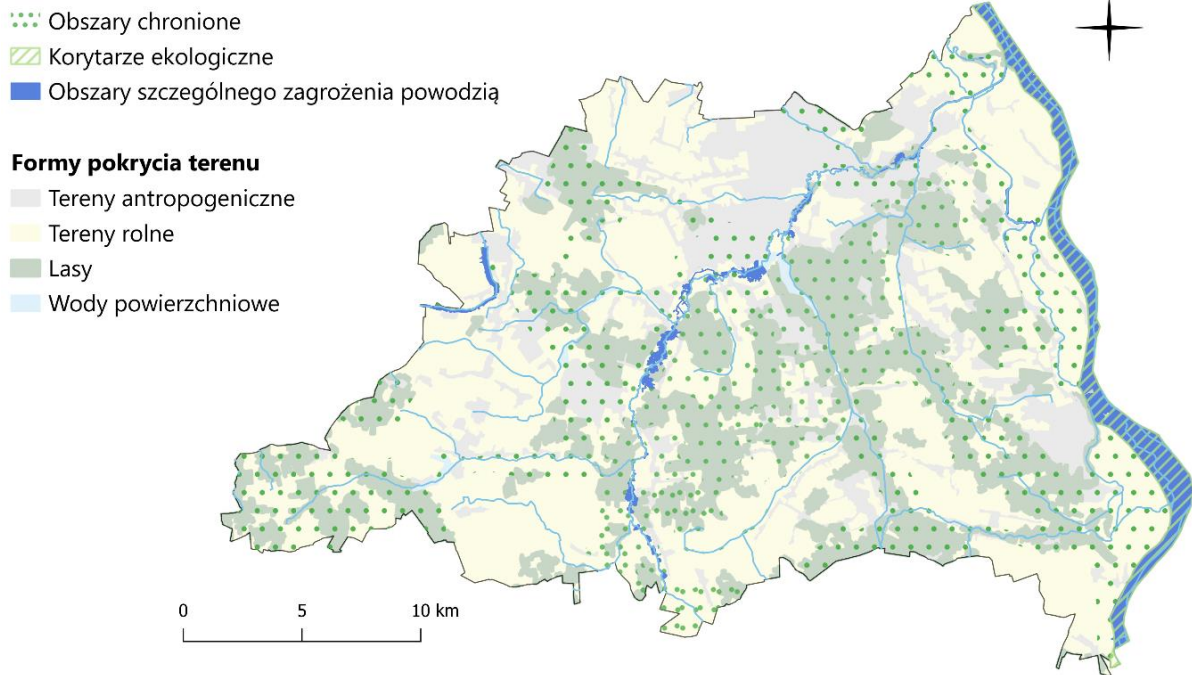 Obszary chronione
Korytarze ekologiczne
Obszary szczególnego zagrożenia powodzią
Formy pokrycia terenu
Tereny antropogeniczne
Tereny rolne
Lasy
Wody powierzchniowe
0 5 10 km